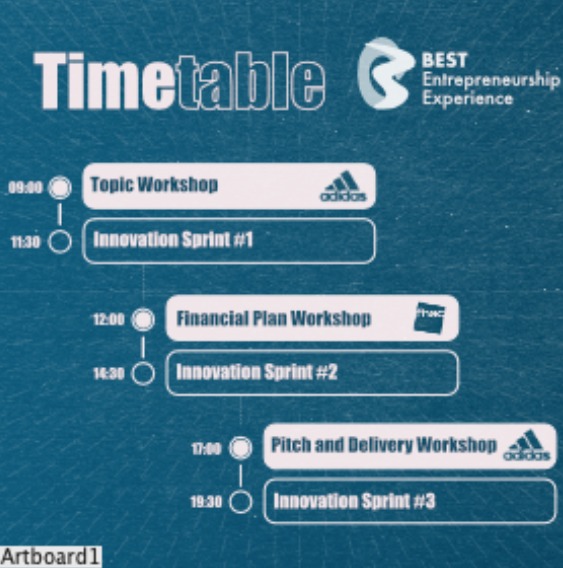 Timetable
BEST
Entrepreneurship
Experience
09:00 Topic Workshop adidas
11:30 Innovation Sprint #1
12:00 Financial Plan Workshop fnac
14:30 Innovation Sprint #2
17:00 Pitch and Delivery Workshop adidas
19:30 Innovation Sprint #3
Artboard1